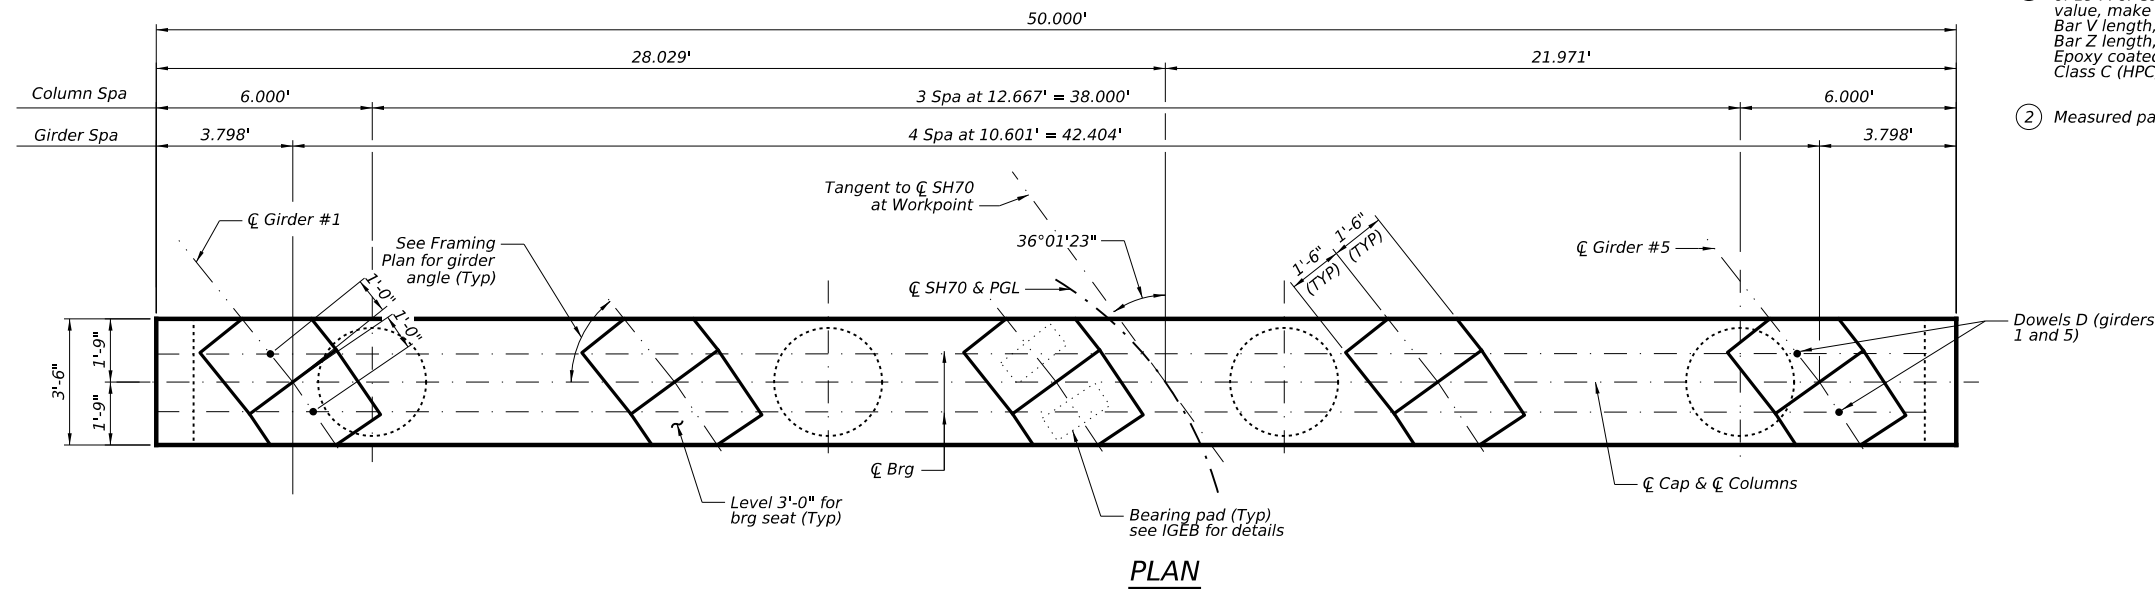 50.000'
28.029'
21.971'
Column Spa
6.000'
3 Spa at 12.667' = 38.000'
6.000'
Girder Spa
3.798'
4 Spa at 10.601' = 42.404'
3.798'
value, make
Bar V length,
Bar Z length,
Epoxy coated
Class C (HPC
2 Measured pa
℄ Girder #1
See Framing
Plan for girder
angle (Typ)
1'-0"
1'-0"
Tangent to ℄ SH70
at Workpoint
36°01'23"
℄ SH70 & PGL
1'-6"
(TYP)
1'-6"
(TYP)
℄ Girder #5
Dowels D (girders
1 and 5)
3'-6"
1'-9"
1'-9"
℄ Brg
Level 3'-0" for
brg seat (Typ)
Bearing pad (Typ)
see IGEB for details
℄ Cap & ℄ Columns
PLAN